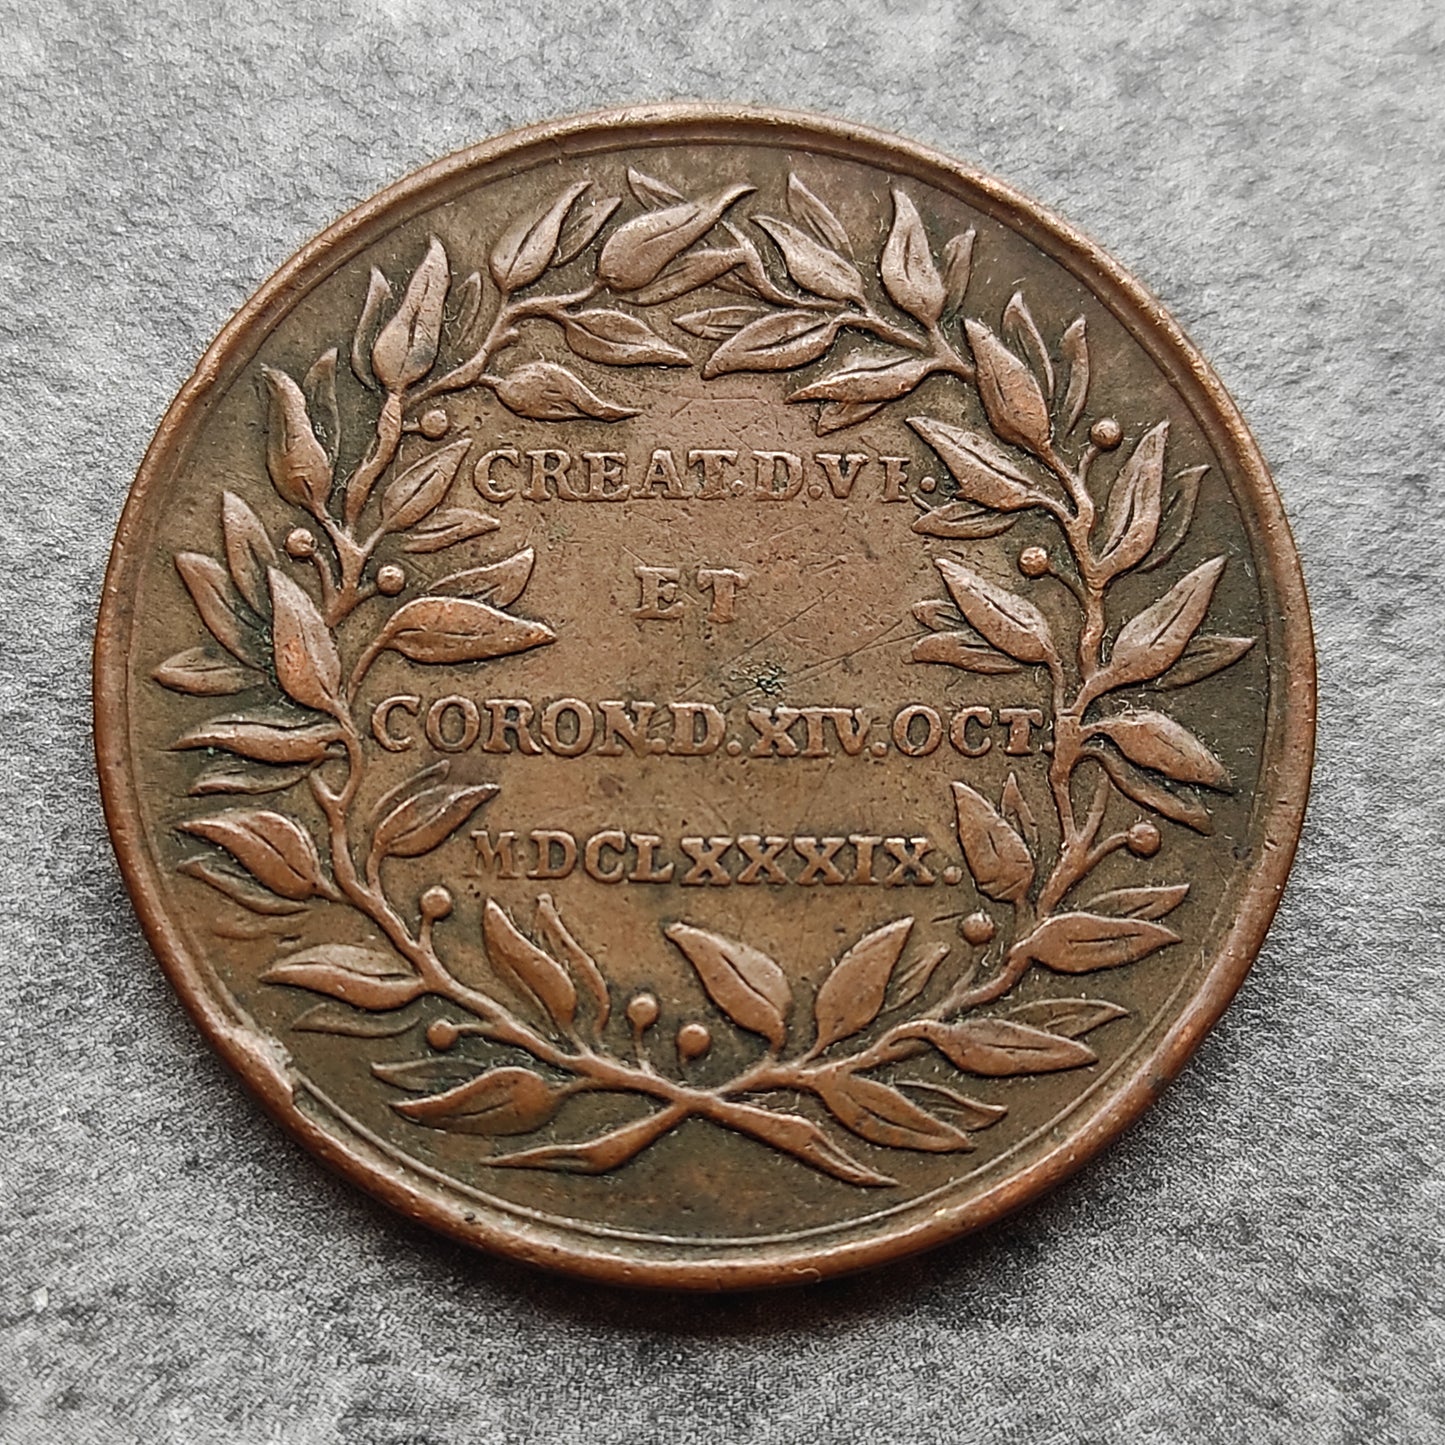 CREAT.D.VI.
ET
CORON.D.XIV.OCT.
MDCLXXXIX.